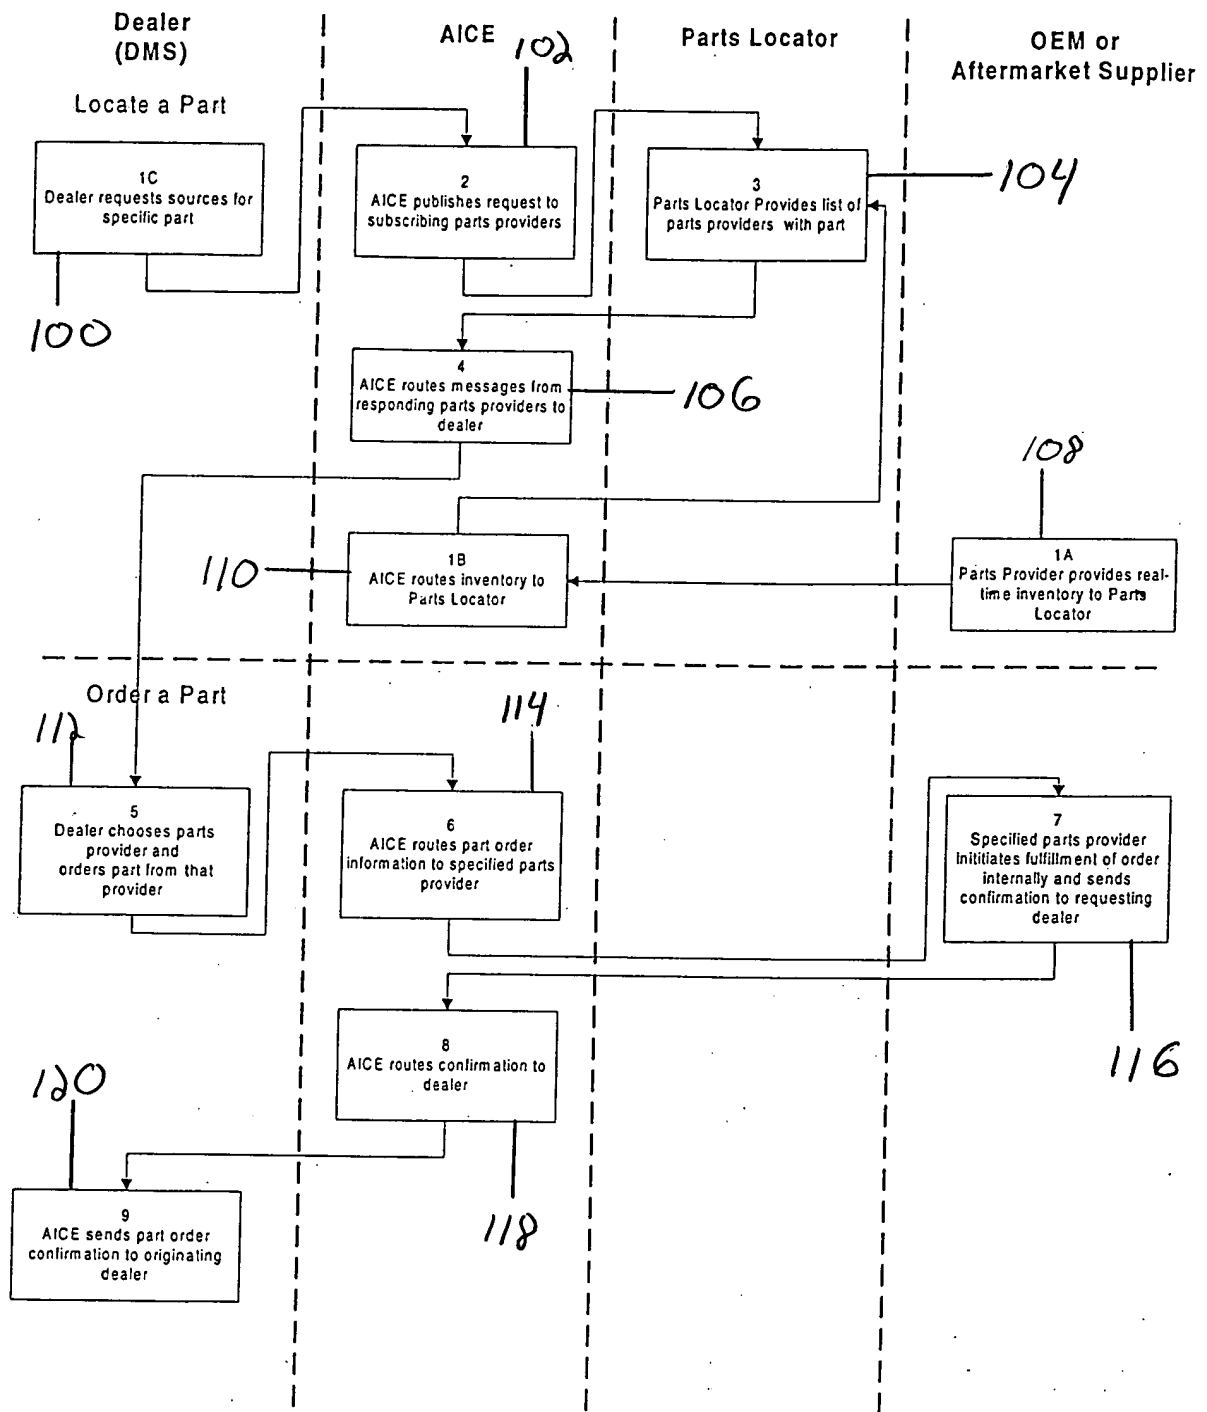 Dealer
(DMS)
AICE
Parts Locator
OEM or
Aftermarket Supplier
102
Locate a Part
1C
Dealer requests sources for
specific part
100
2
AICE publishes request to
subscribing parts providers
3
Parts Locator Provides list of
parts providers with part
104
4
AICE routes messages from
responding parts providers to
dealer
106
108
110
1B
AICE routes inventory to
Parts Locator
1A
Parts Provider provides real-
time inventory to Parts
Locator
Order a Part
112
114
5
Dealer chooses parts
provider and
orders part from that
provider
6
AICE routes part order
information to specified parts
provider
7
Specified parts provider
Inititiates fulfillment of order
internally and sends
confirmation to requesting
dealer
116
8
AICE routes confirmation to
dealer
118
120
9
AICE sends part order
confirmation to originating
dealer